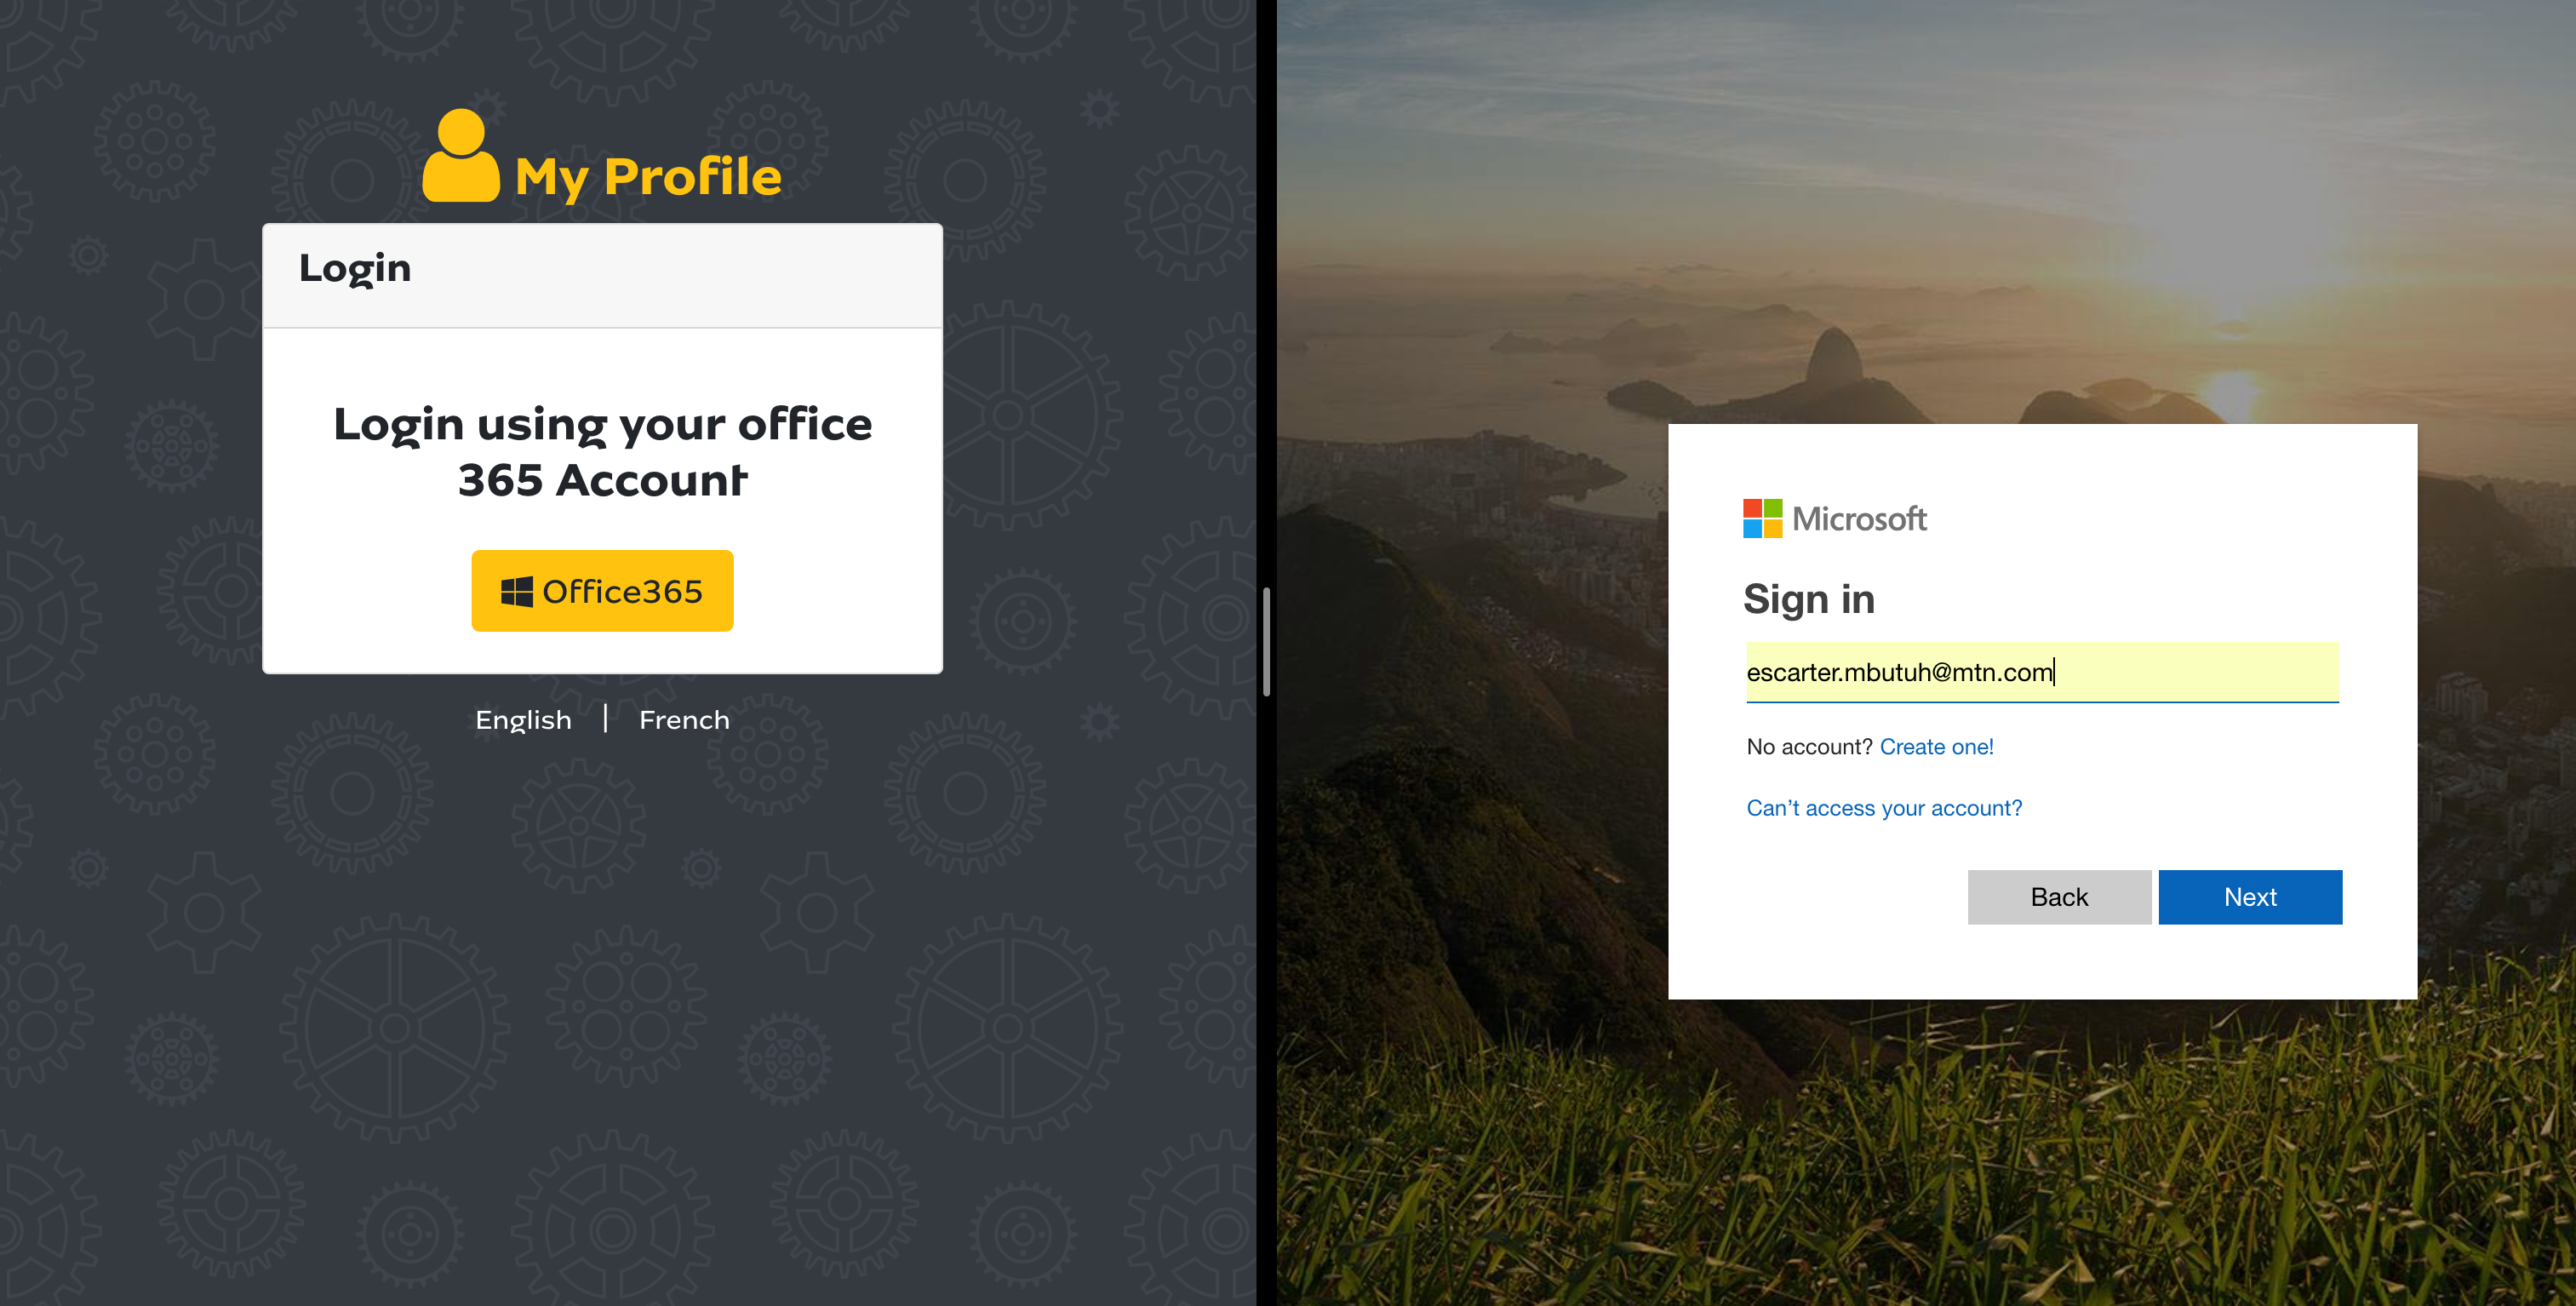 My Profile
Login
Login using your office
365 Account
Office365
English | French
Microsoft
Sign in
escarter.mbutuh@mtn.com
No account? Create one!
Can't access your account?
Back
Next